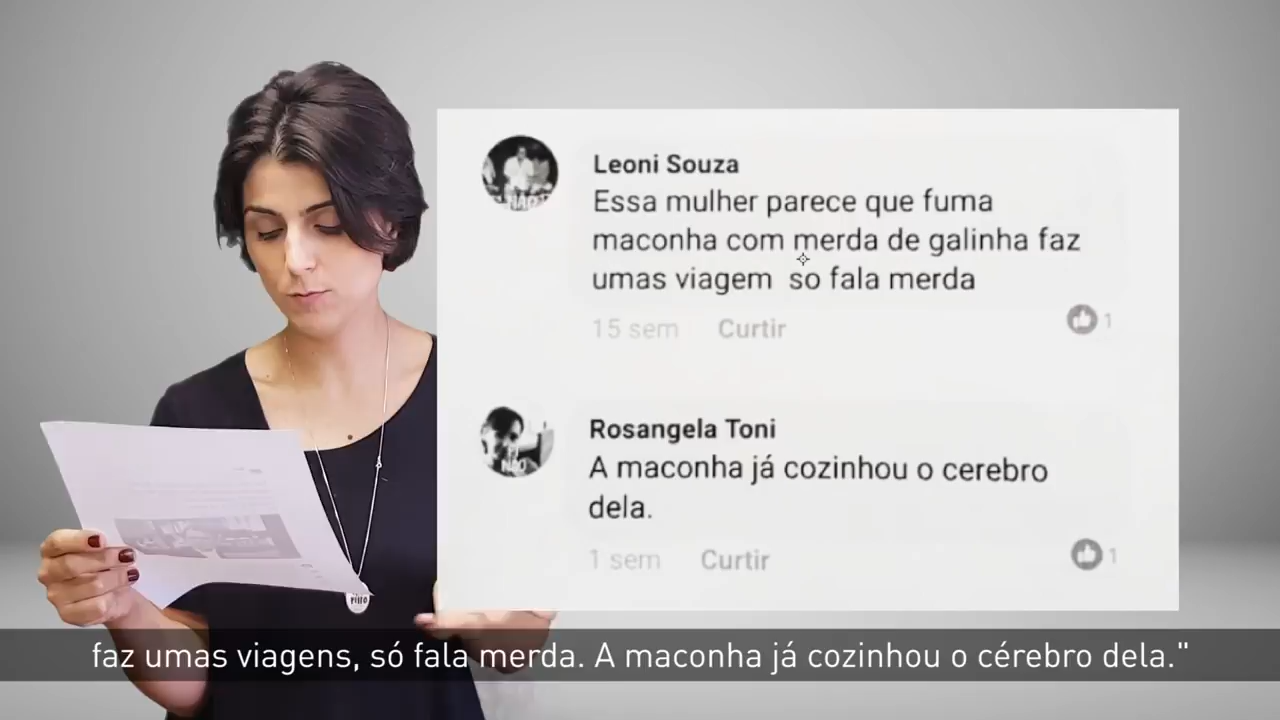 Leoni Souza
Essa mulher parece que fuma
maconha com merda de galinha faz
umas viagem so fala merda
15 sem Curtir
1
Rosangela Toni
A maconha já cozinhou o cerebro
dela.
1 sem Curtir
1
faz umas viagens, só fala merda. A maconha já cozinhou o cérebro dela."